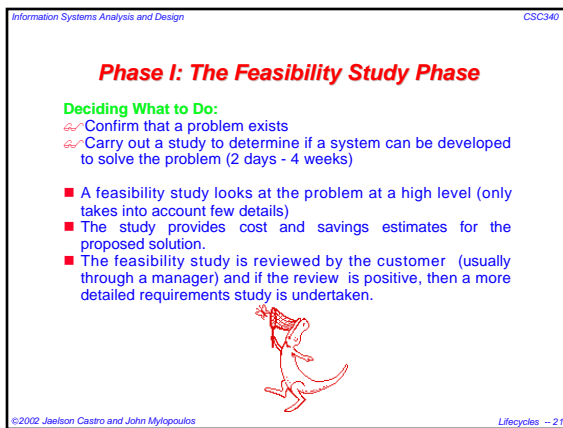 Information Systems Analysis and Design
CSC340
Phase I: The Feasibility Study Phase
Deciding What to Do:
Confirm that a problem exists
Carry out a study to determine if a system can be developed
to solve the problem (2 days - 4 weeks)
A feasibility study looks at the problem at a high level (only
takes into account few details)
The study provides cost and savings estimates for the
proposed solution.
The feasibility study is reviewed by the customer (usually
through a manager) and if the review is positive, then a more
detailed requirements study is undertaken.
©2002 Jaelson Castro and John Mylopoulos
Lifecycles -- 21